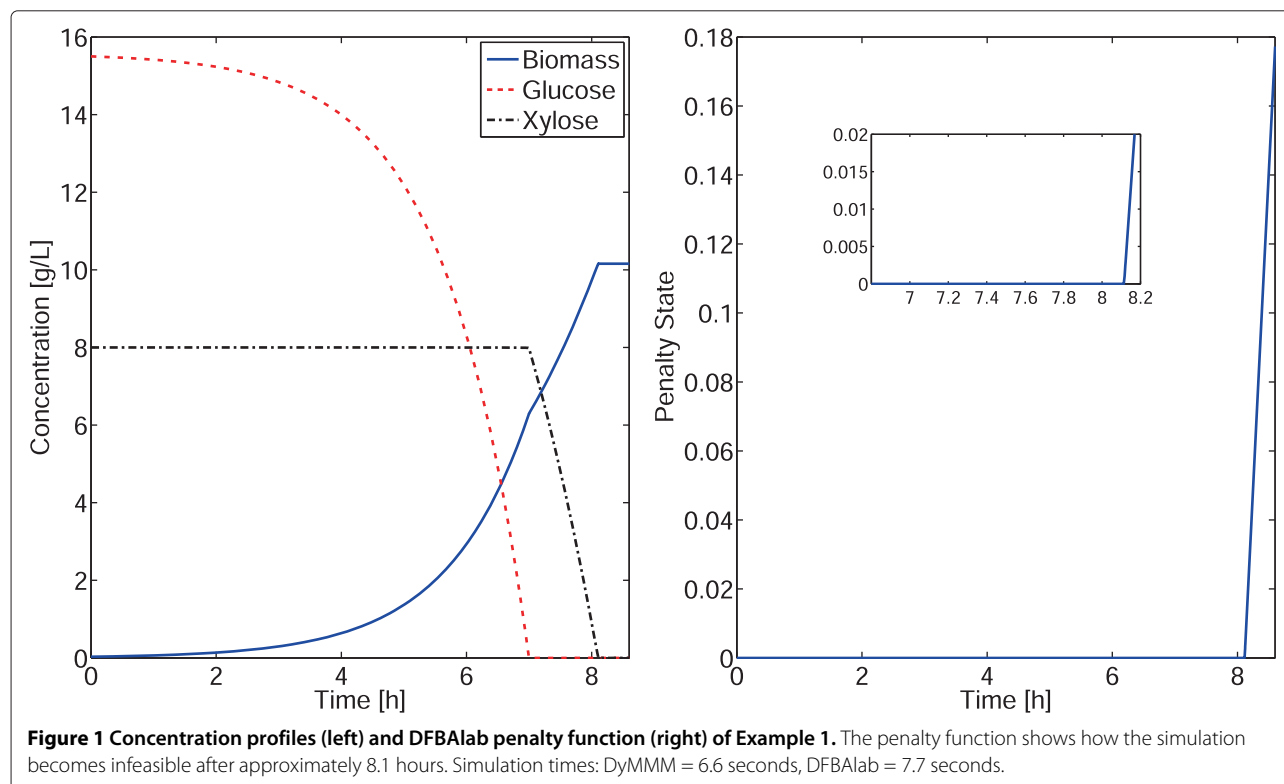 16
14
12
10
8
6
4
2
0
Concentration [g/L]
Biomass
Glucose
Xylose
0 2 4 6 8
Time [h]
0.18
0.16
0.14
0.12
0.1
0.08
0.06
0.04
0.02
0
Penalty State
0.02
0.015
0.01
0.005
0
7 7.2 7.4 7.6 7.8 8 8.2
0 2 4 6 8
Time [h]
Figure 1 Concentration profiles (left) and DFBAlab penalty function (right) of Example 1. The penalty function shows how the simulation
becomes infeasible after approximately 8.1 hours. Simulation times: DyMMM = 6.6 seconds, DFBAlab = 7.7 seconds.